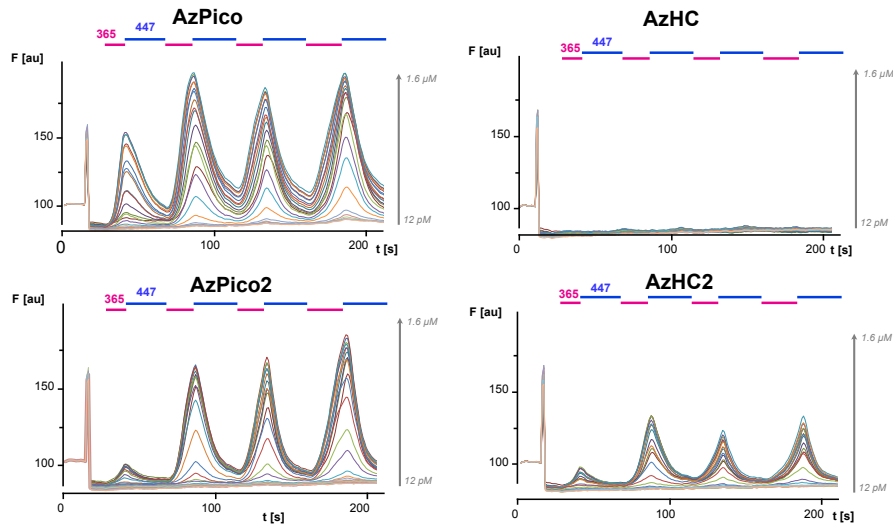 AzPico
365 447
F [au]
1.6 µM
150
100
12 pM
0 100 200
t [s]
AzHC
365 447
F [au]
1.6 µM
150
100
12 pM
0 100 200
t [s]
AzPico2
365 447
F [au]
1.6 µM
150
100
12 pM
0 100 200
t [s]
AzHC2
365 447
F [au]
1.6 µM
150
100
12 pM
0 100 200
t [s]